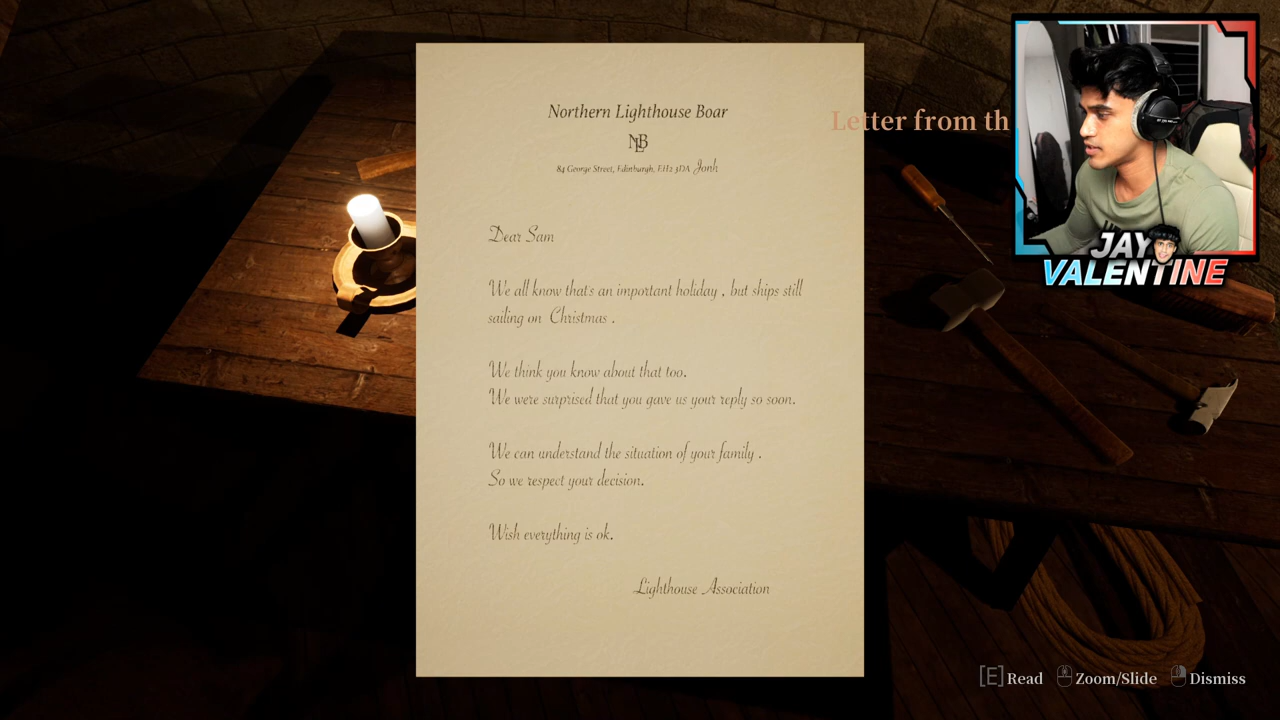 Northern Lighthouse Boar
NLB
84 George Street, Edinburgh, EH2 3DA Jonh
Letter from th
Dear Sam
We all know that's an important holiday , but ships still
sailing on Christmas .
We think you know about that too.
We were surprised that you gave us your reply so soon.
We can understand the situation of your family .
So we respect your decision.
Wish everything is ok.
Lighthouse Association
JAY
VALENTINE
[E] Read Zoom/Slide Dismiss